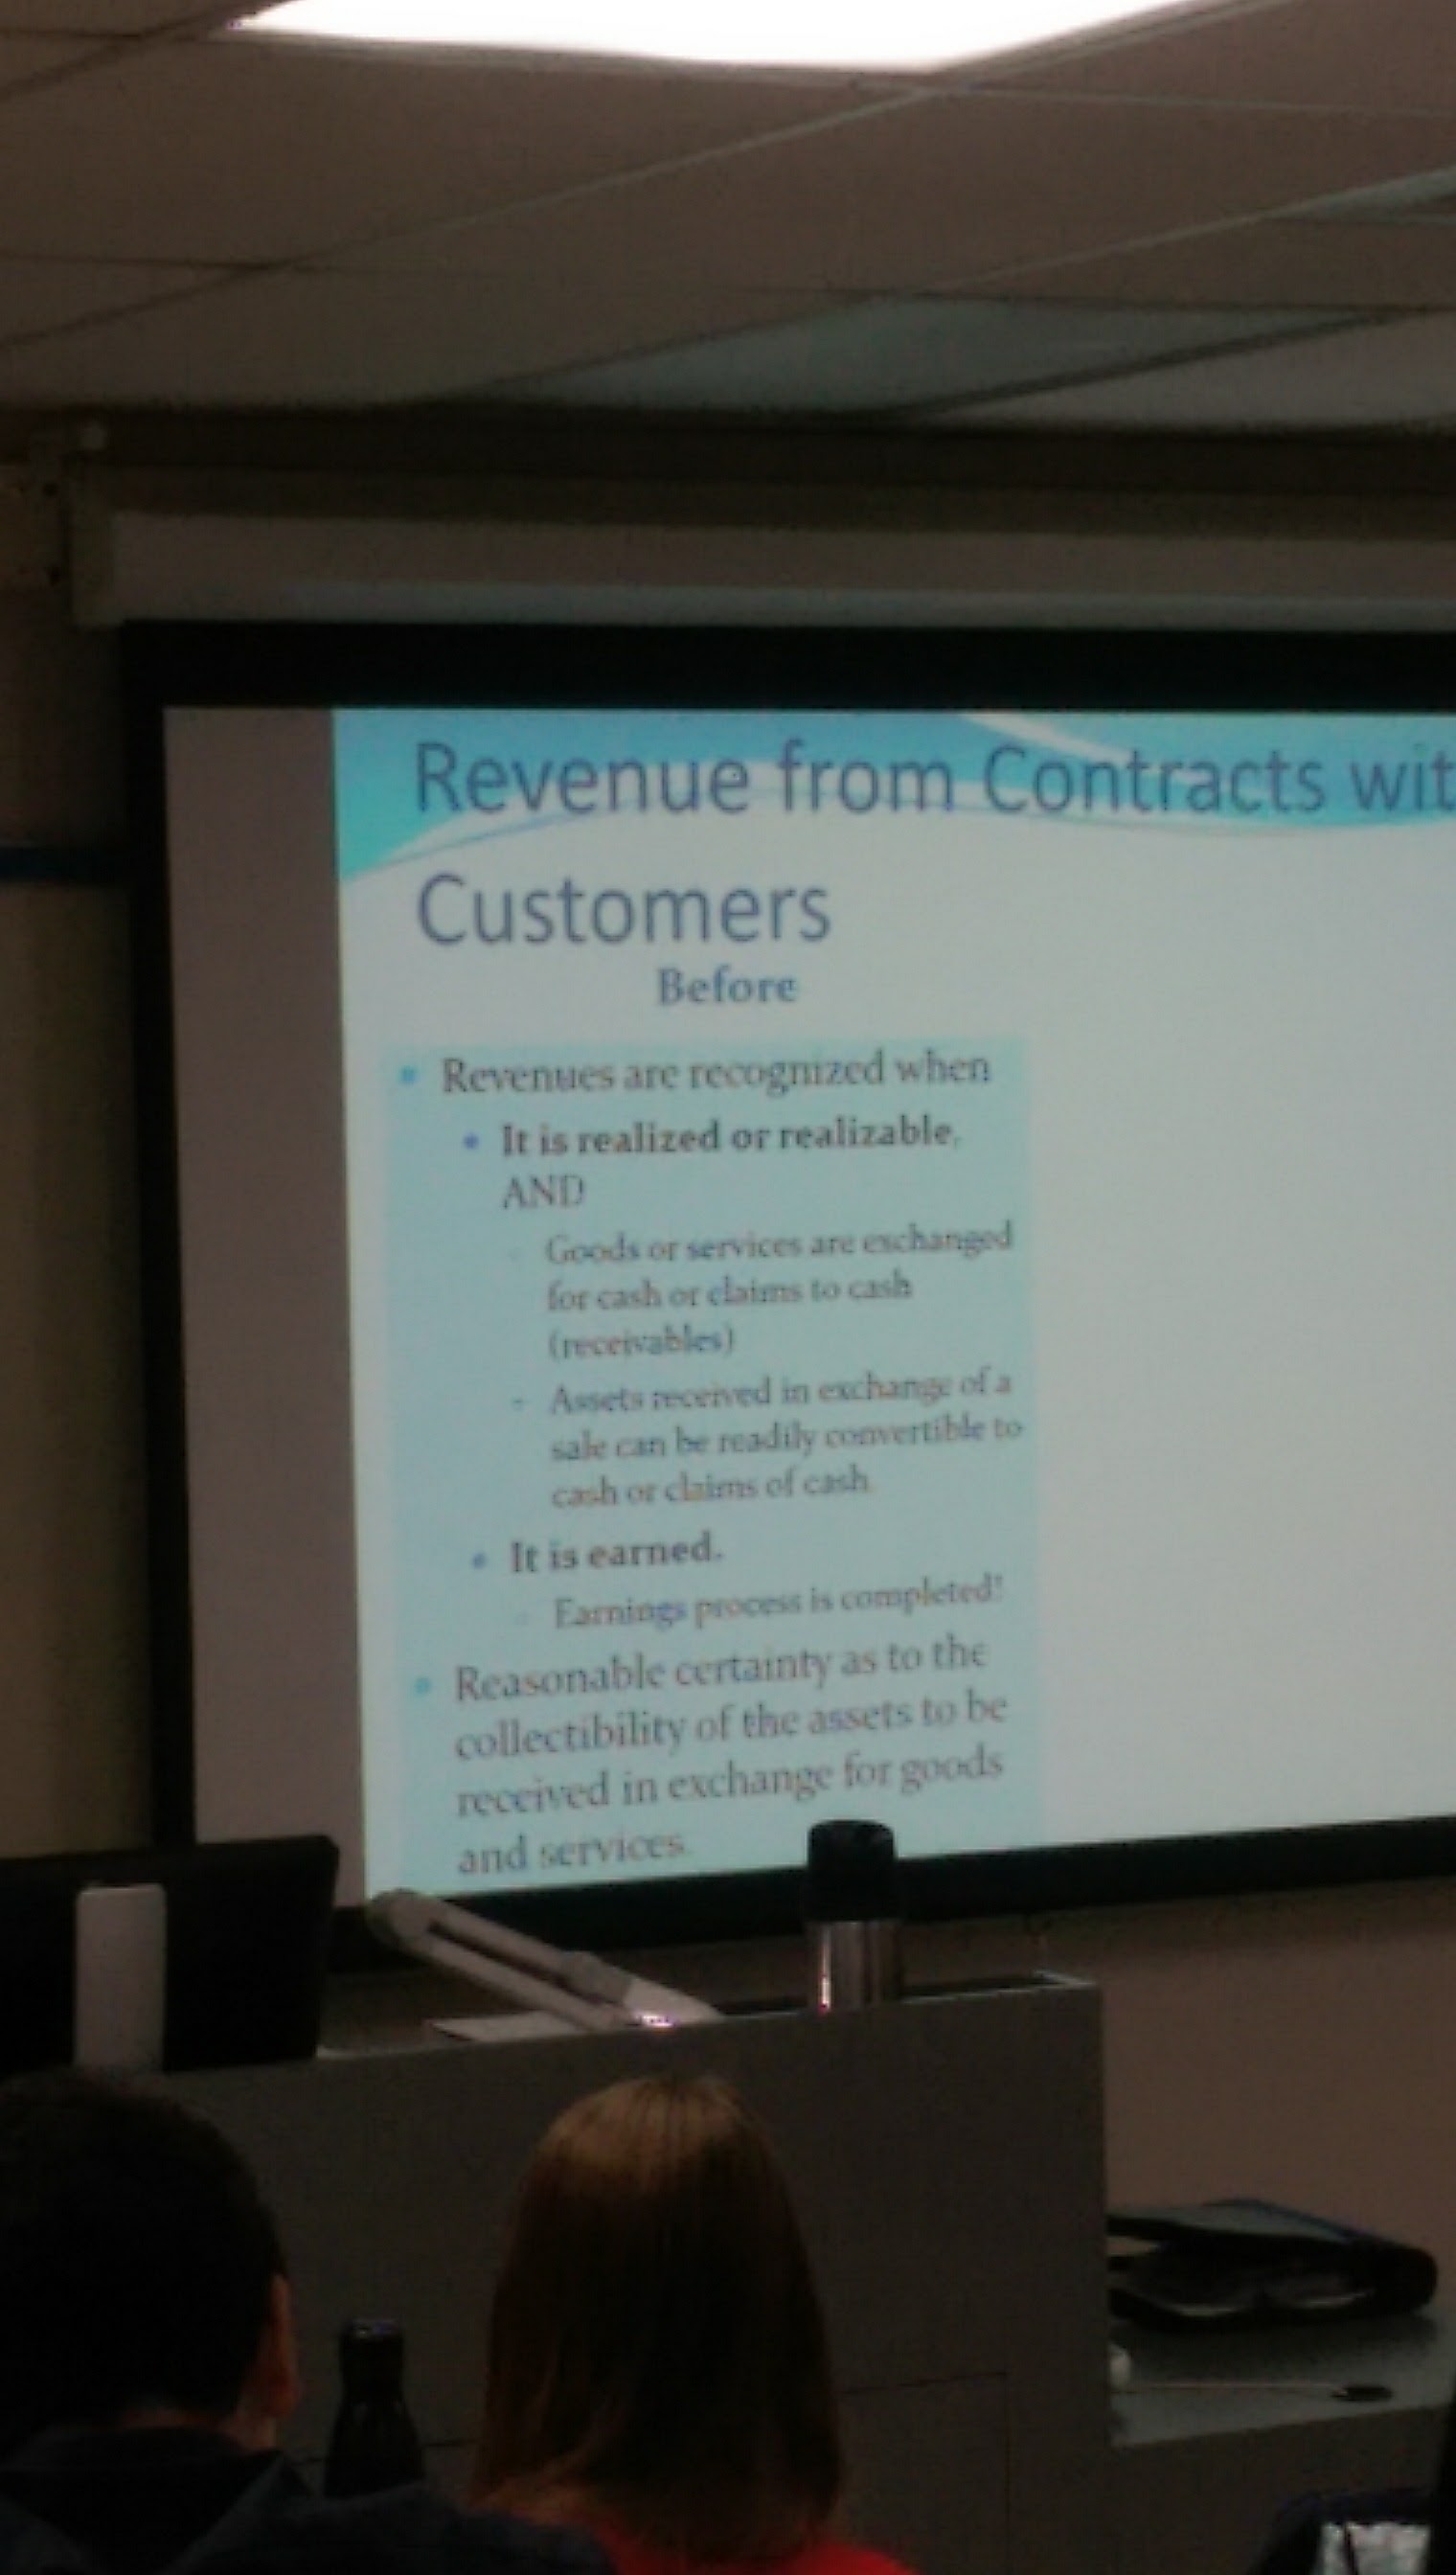 Revenue from Contracts wit
Customers
Before
Revenues are recognized when
It is realized or realizable,
AND
Goods or services are exchanged
for cash or claims to cash
(receivables)
Assets received in exchange of a
sale can be readily convertible to
cash or claims of cash.
It is earned.
Earnings process is completed!
Reasonable certainty as to the
collectibility of the assets to be
received in exchange for goods
and services.